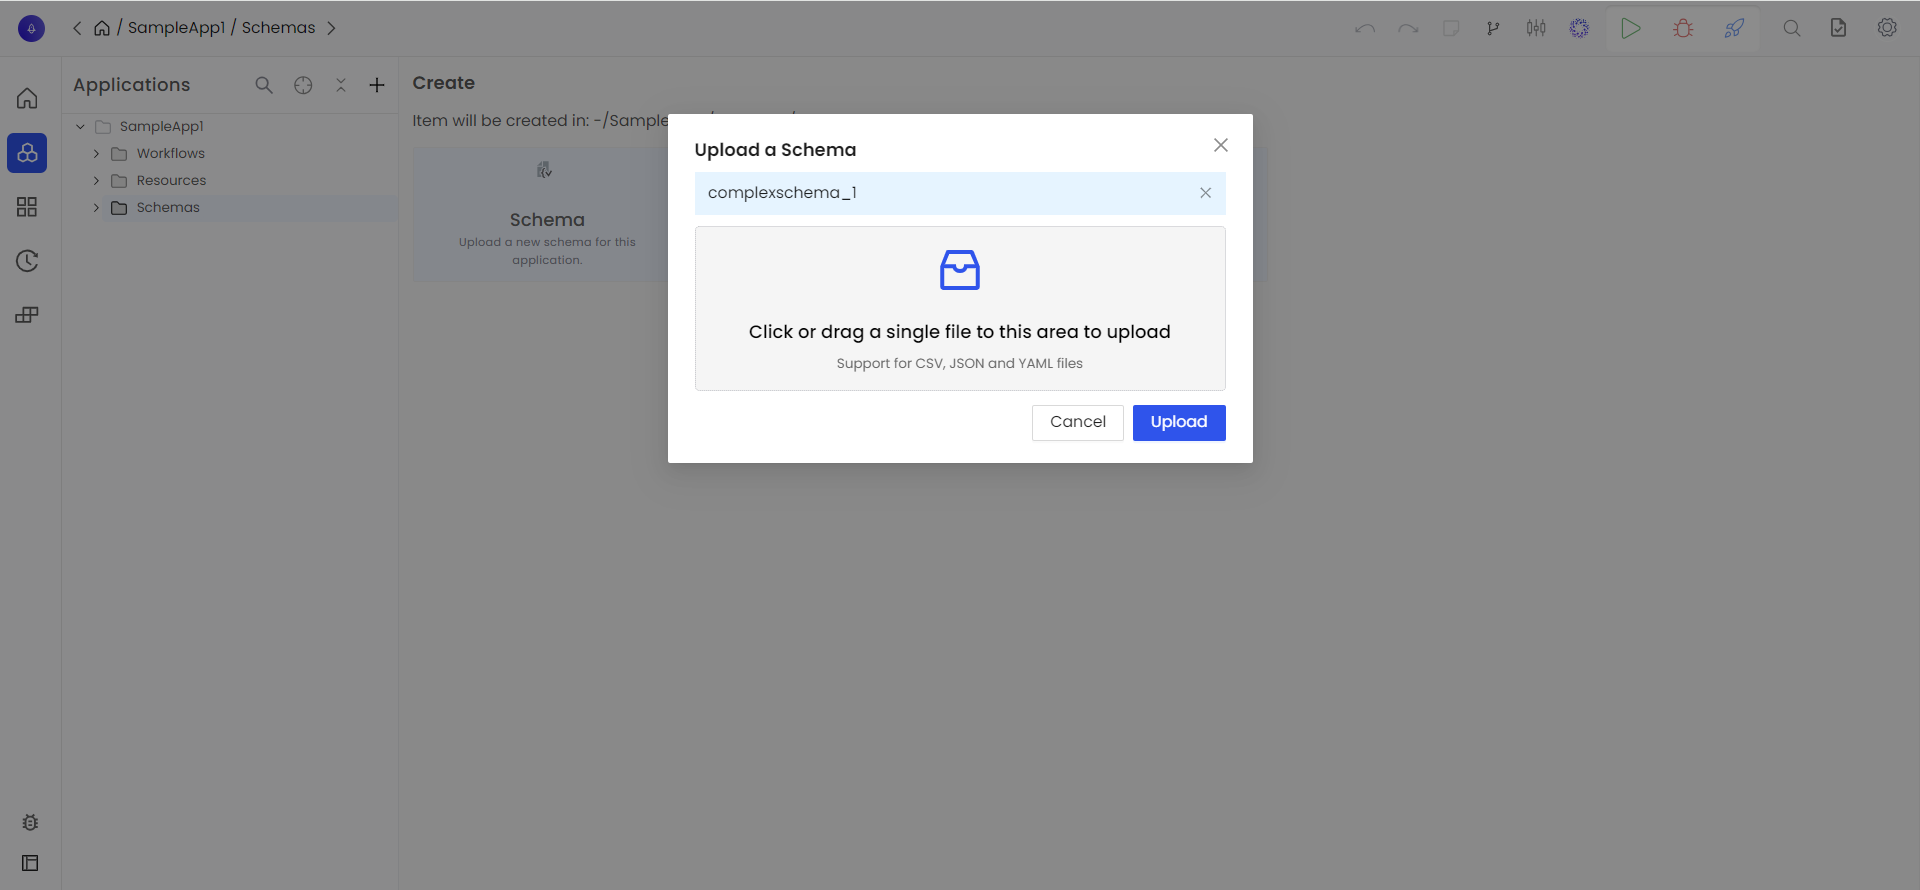 / SampleApp1 / Schemas
Applications
SampleApp1
Workflows
Resources
Schemas
Create
Item will be created in: ~/Sample
Schema
Upload a new schema for this
application.
Upload a Schema
complexschema_1
Click or drag a single file to this area to upload
Support for CSV, JSON and YAML files
Cancel
Upload